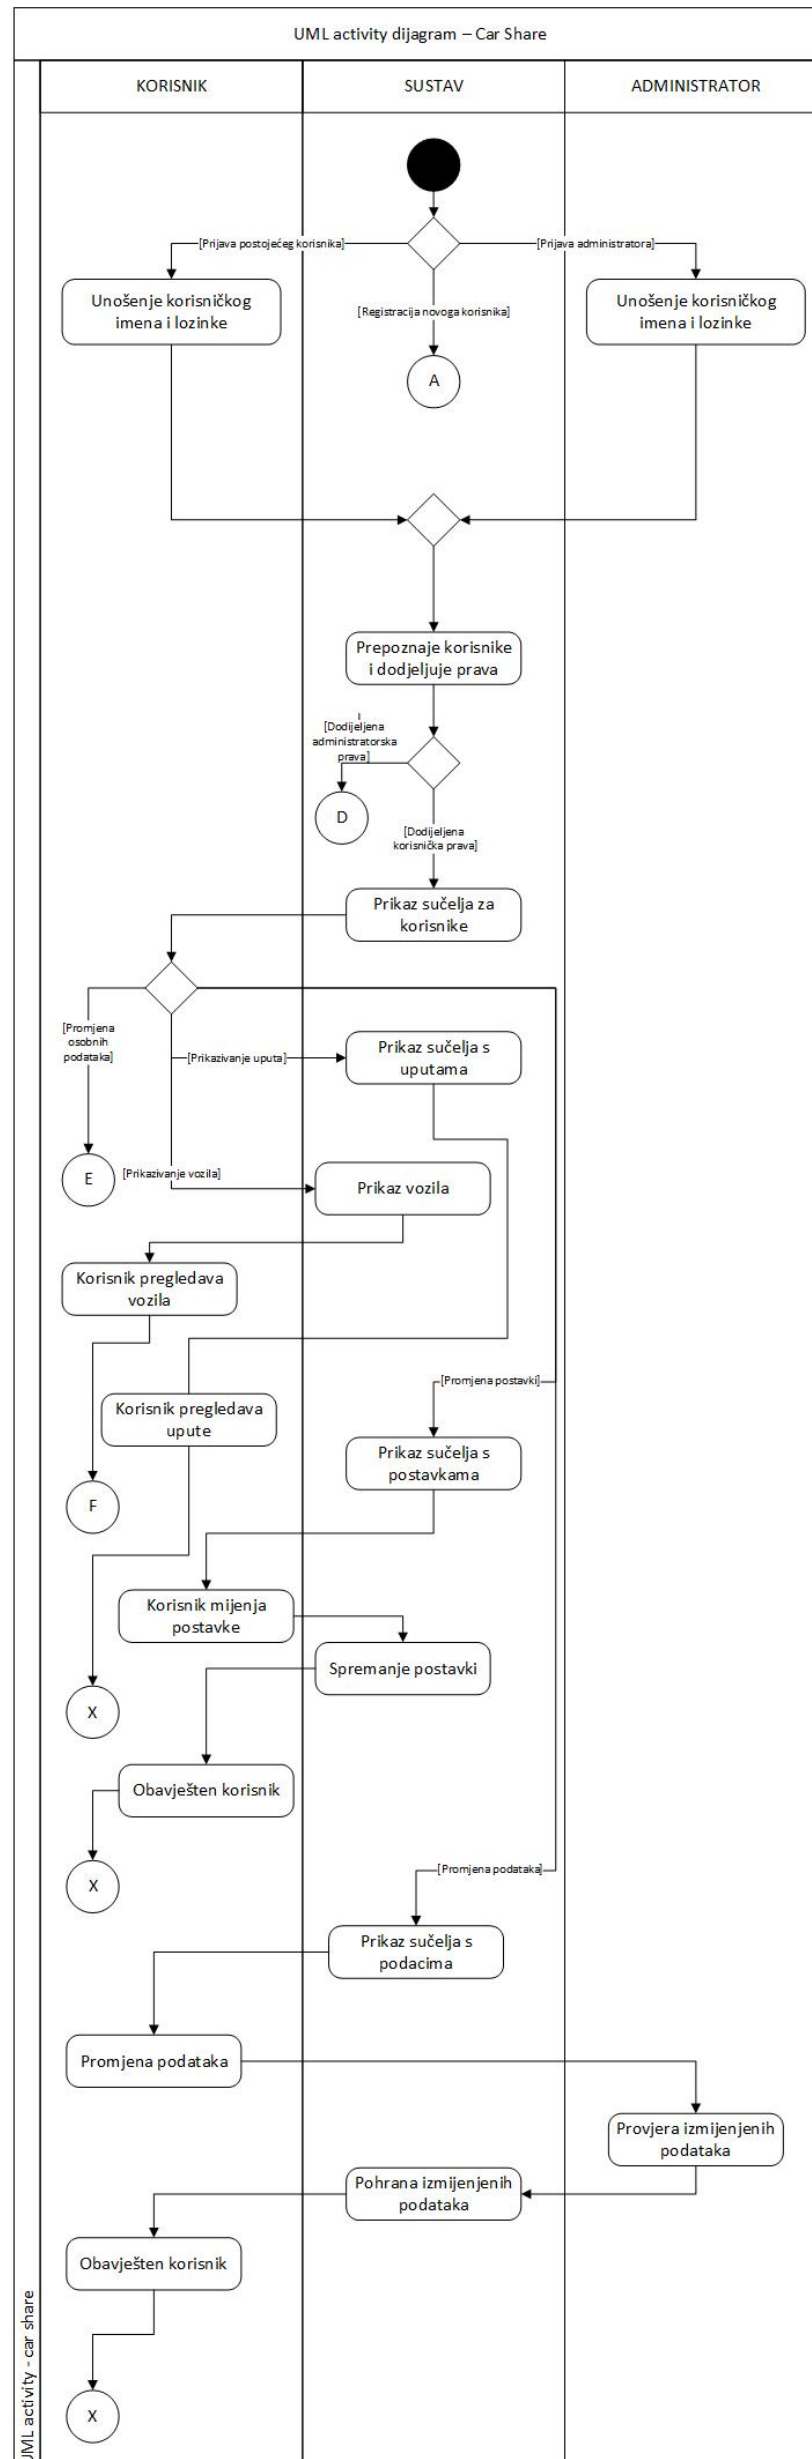 UML activity dijagram – Car Share
KORISNIK
SUSTAV
ADMINISTRATOR
[Prijava postojećeg korisnika]
[Prijava administratora]
Unošenje korisničkog
imena i lozinke
[Registracija novoga korisnika]
Unošenje korisničkog
imena i lozinke
A
Prepoznaje korisnike
i dodjeljuje prava
[Dodijeljena
administratorska
prava]
D
[Dodijeljena
korisnička prava]
Prikaz sučelja za
korisnike
[Promjena
osobnih
podataka]
[Prikazivanje uputa]
Prikaz sučelja s
uputama
E
[Prikazivanje vozila]
Prikaz vozila
Korisnik pregledava
vozila
[Promjena postavki]
Korisnik pregledava
upute
Prikaz sučelja s
postavkama
F
Korisnik mijenja
postavke
Spremanje postavki
X
Obavješten korisnik
X
[Promjena podataka]
Prikaz sučelja s
podacima
Promjena podataka
Provjera izmijenjenih
podataka
Pohrana izmijenjenih
podataka
Obavješten korisnik
X
UML activity - car share